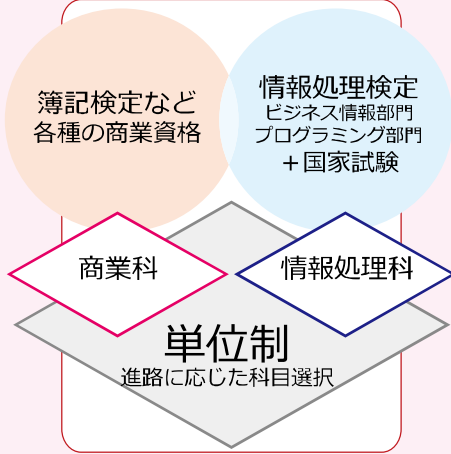 簿記検定など
各種の商業資格
情報処理検定
ビジネス情報部門
プログラミング部門
＋国家試験
商業科
情報処理科
単位制
進路に応じた科目選択